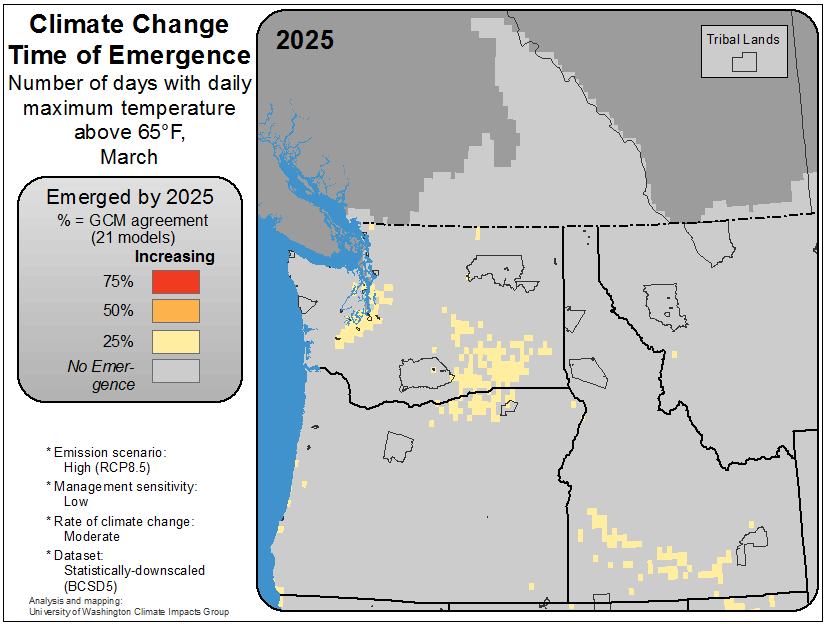 Climate Change
Time of Emergence
Number of days with daily
maximum temperature
above 65°F,
March
Emerged by 2025
% = GCM agreement
(21 models)
Increasing
75%
50%
25%
No Emer-
gence
* Emission scenario:
High (RCP8.5)
* Management sensitivity:
Low
* Rate of climate change:
Moderate
* Dataset:
Statistically-downscaled
(BCSD5)
Analysis and mapping:
University of Washington Climate Impacts Group
2025
Tribal Lands